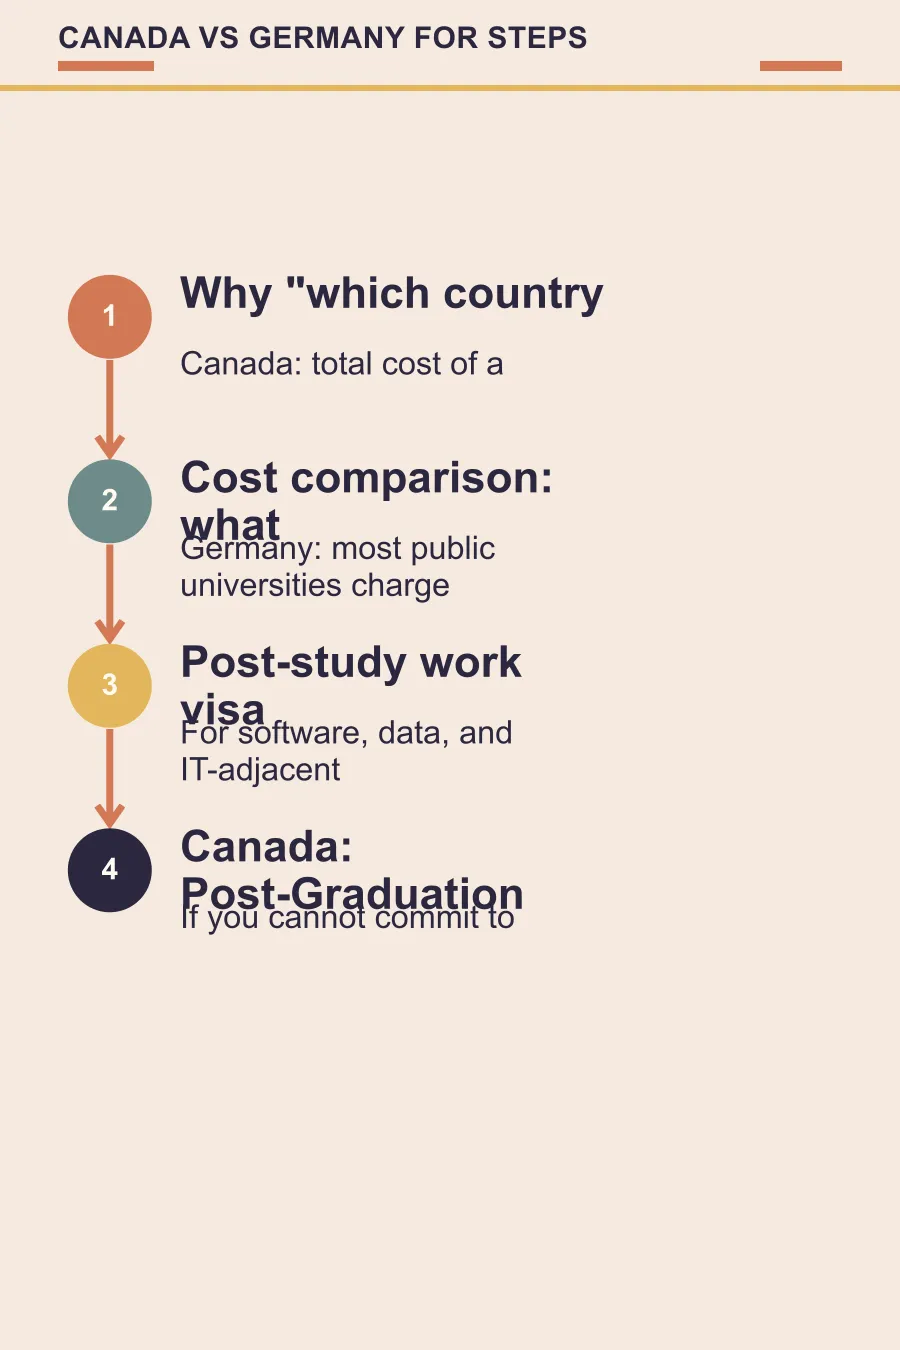 CANADA VS GERMANY FOR STEPS
1
Why "which country
Canada: total cost of a
2
Cost comparison:
what
Germany: most public
universities charge
3
Post-study work
visa
For software, data, and
IT-adjacent
4
Canada:
Post-Graduation
If you cannot commit to